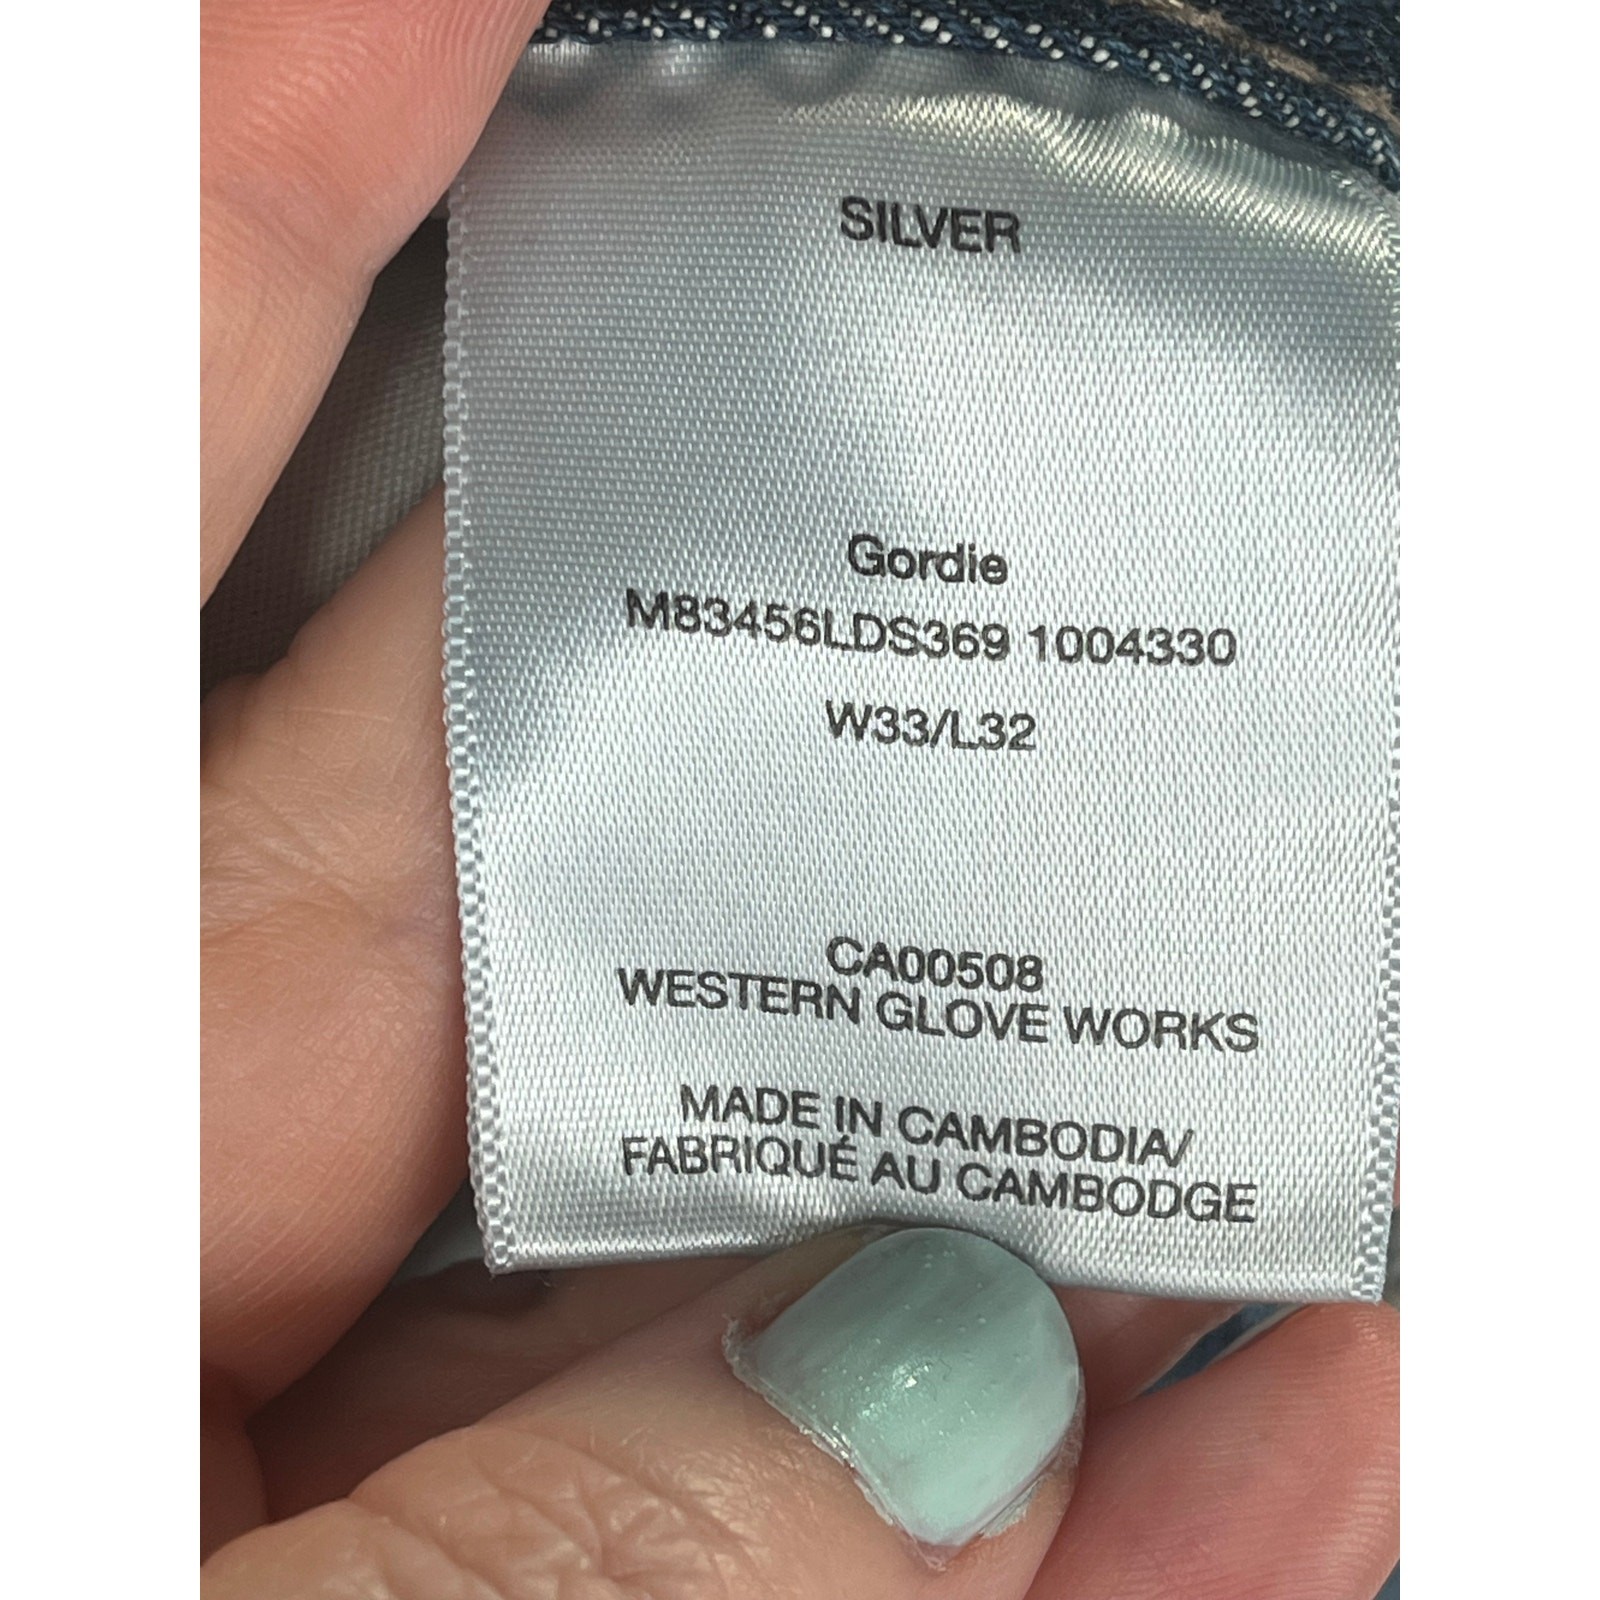 SILVER
Gordie
M83456LDS369 1004330
W33/L32
CA00508
WESTERN GLOVE WORKS
MADE IN CAMBODIA/
FABRIQUÉ AU CAMBODGE